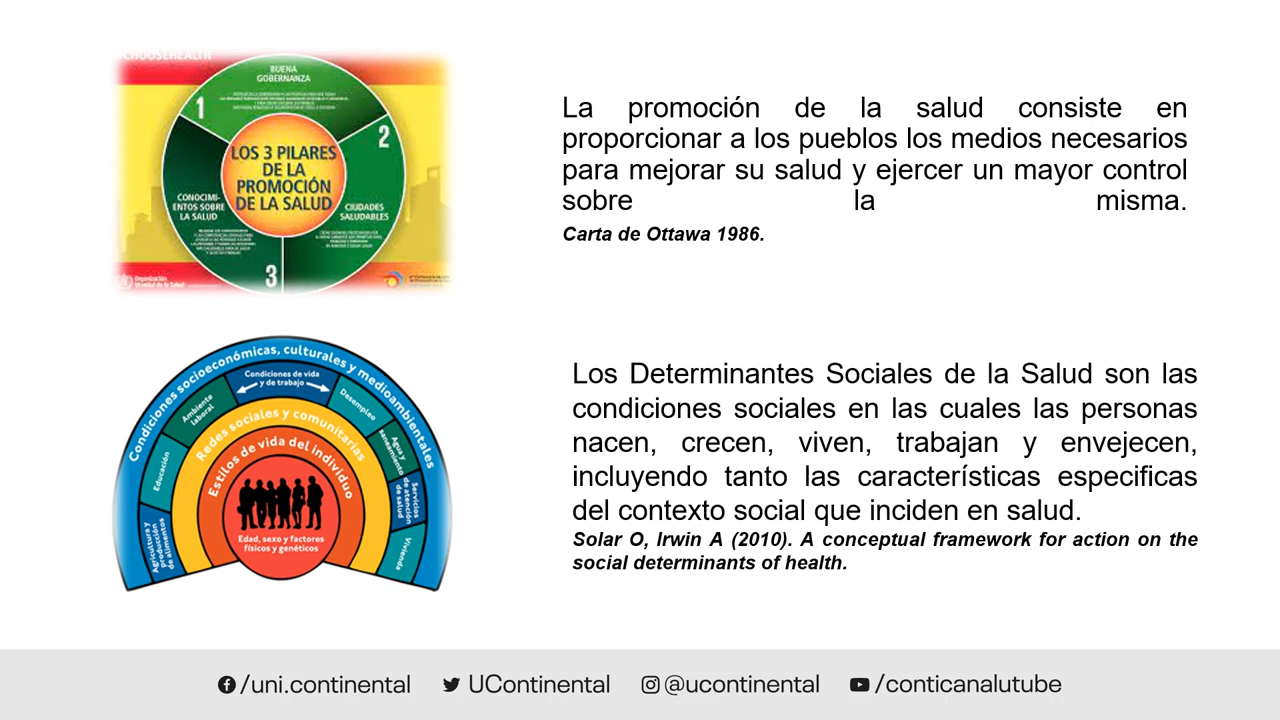 CHOOSEHEALTH
BUENA
GOBERNANZA
1
2
LOS 3 PILARES
DE LA
PROMOCIÓN
DE LA SALUD
CONOCIMI-
ENTOS SOBRE
LA SALUD
CIUDADES
SALUDABLES
3
Organización
Mundial de la Salud
La promoción de la salud consiste en
proporcionar a los pueblos los medios necesarios
para mejorar su salud y ejercer un mayor control
sobre la misma.
Carta de Ottawa 1986.
Condiciones socioeconómicas, culturales y medioambientales
Condiciones de vida
y de trabajo
Ambiente
laboral
Desempleo
Educación
Agua y
saneamiento
Agricultura y
producción
de alimentos
Servicios
de atención
de salud
Vivienda
Redes sociales y comunitarias
Estilos de vida del individuo
Edad, sexo y factores
físicos y genéticos
Los Determinantes Sociales de la Salud son las
condiciones sociales en las cuales las personas
nacen, crecen, viven, trabajan y envejecen,
incluyendo tanto las características especificas
del contexto social que inciden en salud.
Solar O, Irwin A (2010). A conceptual framework for action on the
social determinants of health.
/uni.continental
UContinental
@ucontinental
/conticanalutube